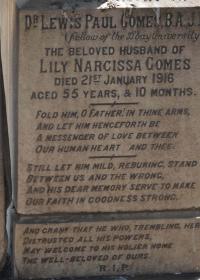 DR LEWIS PAUL GOMES, B.A.,
(Fellow of the Bombay University
THE BELOVED HUSBAND OF
LILY NARCISSA GOMES
DIED 21ST JANUARY 1916
AGED 55 YEARS, & 10 MONTHS.
FOLD HIM, O FATHER! IN THINE ARMS,
AND LET HIM HENCEFORTH BE
A MESSENGER OF LOVE BETWEEN
OUR HUMAN HEART AND THEE.
STILL LET HIM MILD, REBUKING, STAND
BETWEEN US AND THE WRONG,
AND HIS DEAR MEMORY SERVE TO MAKE
OUR FAITH IN GOODNESS STRONG.
AND GRANT THAT HE WHO, TREMBLING, HERE
DISTRUSTED ALL HIS POWERS,
MAY WELCOME TO HIS HOLIER HOME
THE WELL-BELOVED OF OURS.
R.I.P.